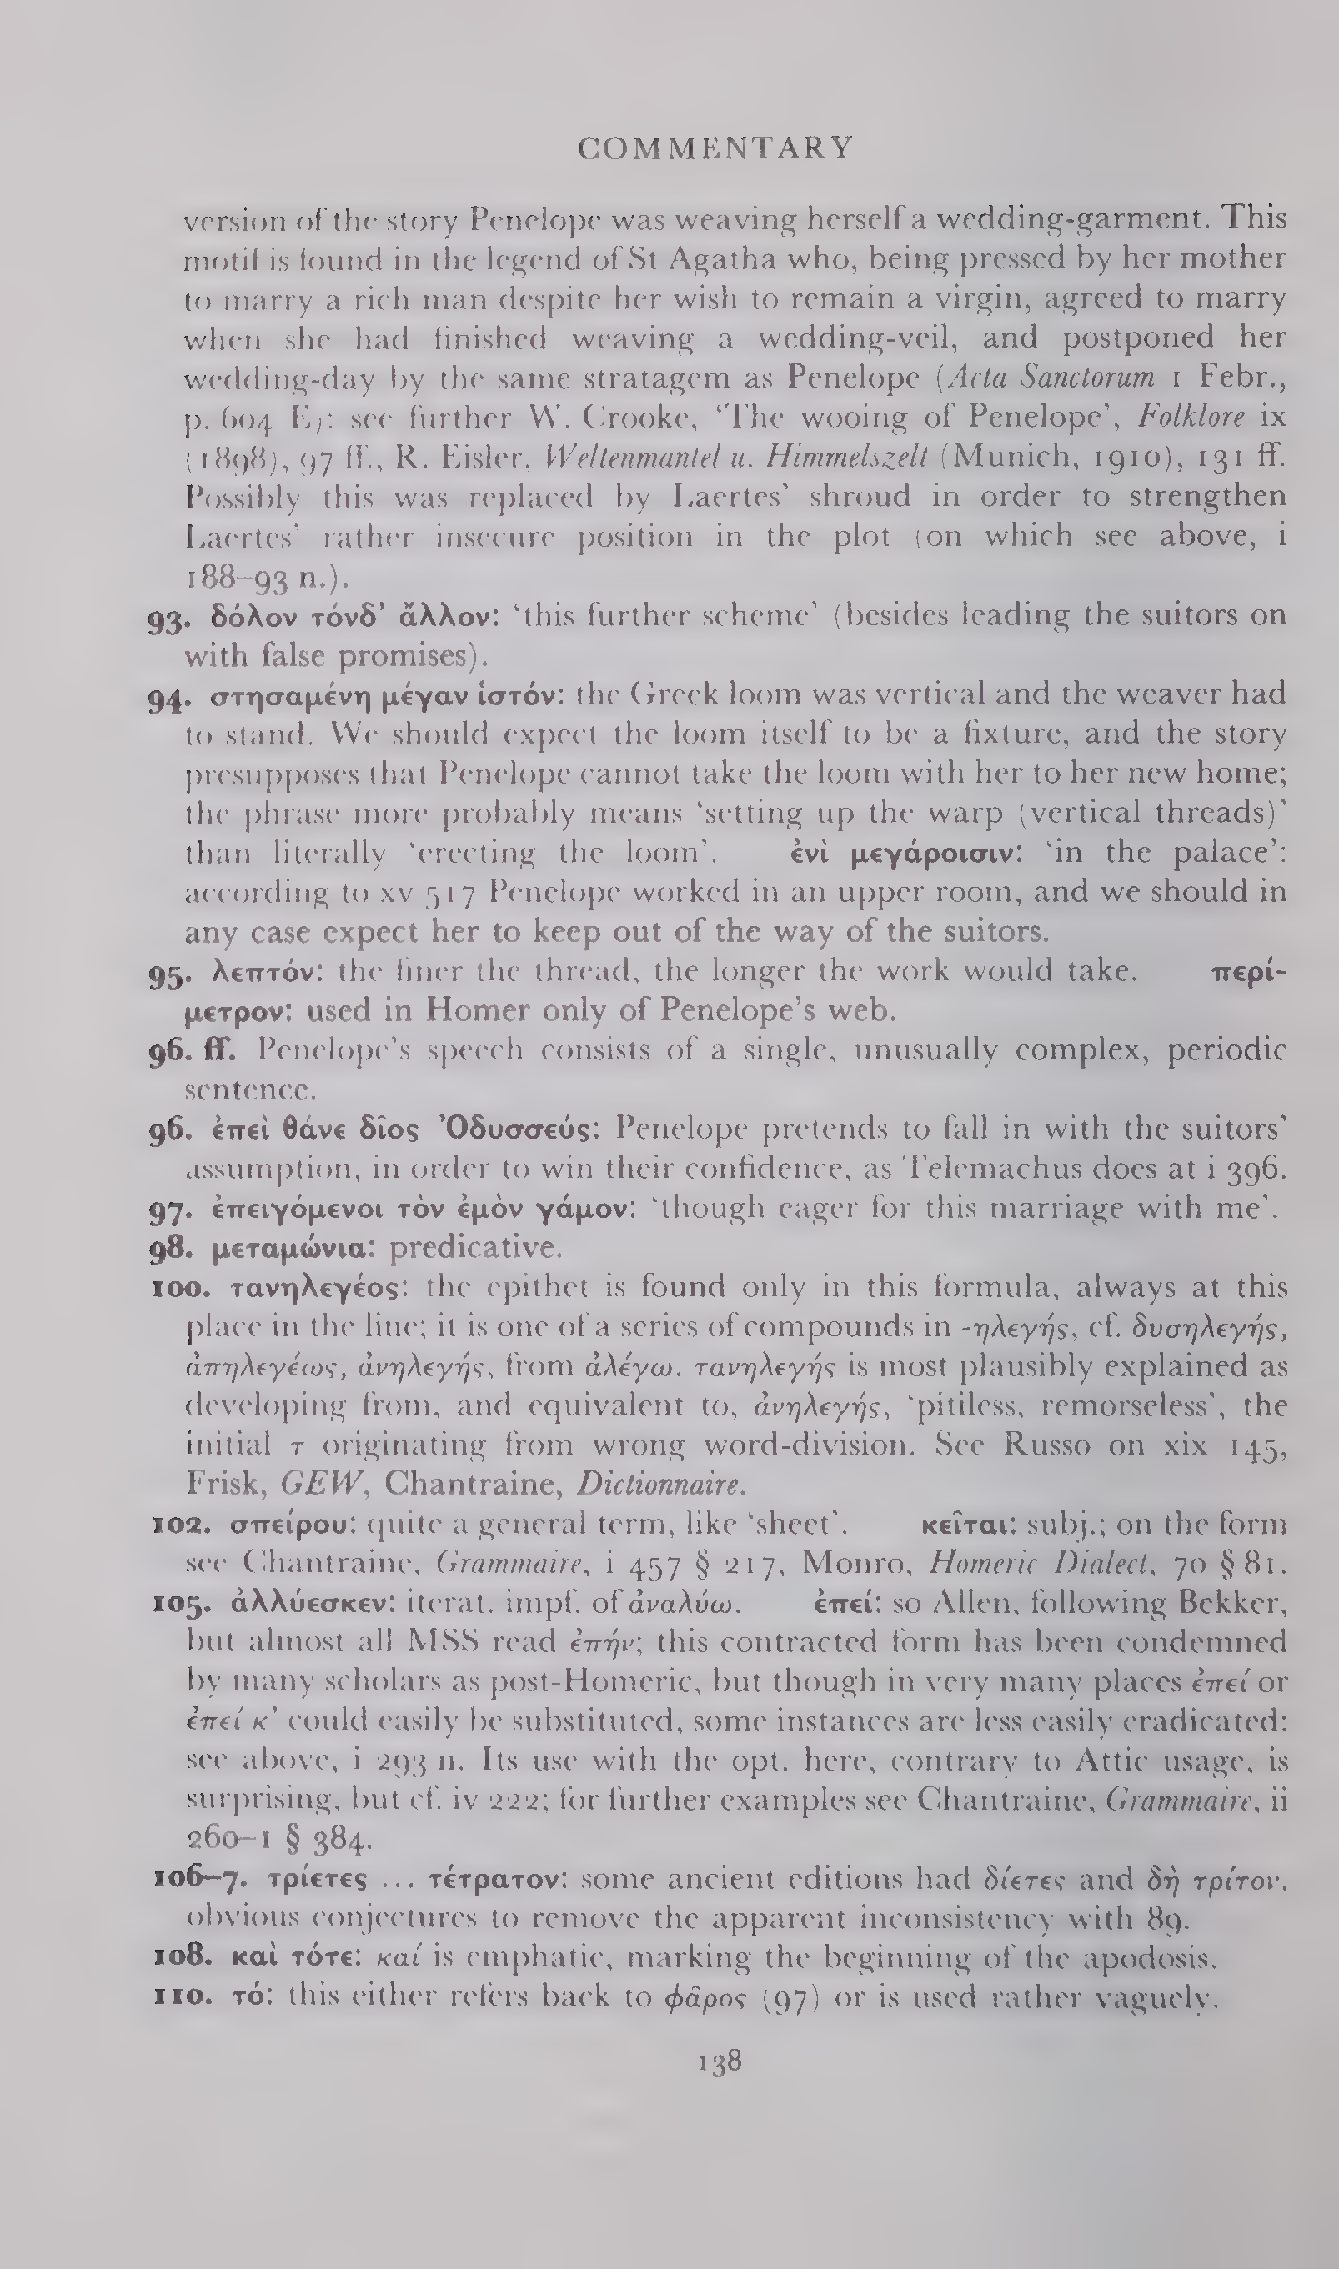 COMMENTARY
version of the story Penelope was weaving herself a wedding-garment. This
motif is found in the legend of St Agatha who, being pressed by her mother
to marry a rich man despite her wish to remain a virgin, agreed to marry
when she had finished weaving a wedding-veil, and postponed her
wedding-day by the same stratagem as Penelope (Acta Sanctorum 1 Febr.,
p. 604 E): see further W. Crooke, ‘The wooing of Penelope’, Folklore ix
(1898), 97 ff., R. Eisler, Weltenmantel u. Himmelszelt (Munich, 1910), 131 ff.
Possibly this was replaced by Laertes’ shroud in order to strengthen
Laertes’ rather insecure position in the plot (on which see above, i
188–93 n.).
93. δόλον τόνδ’ ἄλλον: ‘this further scheme’ (besides leading the suitors on
with false promises).
94. στησαμένη μέγαν ἱστόν: the Greek loom was vertical and the weaver had
to stand. We should expect the loom itself to be a fixture, and the story
presupposes that Penelope cannot take the loom with her to her new home;
the phrase more probably means ‘setting up the warp (vertical threads)’
than literally ‘erecting the loom’. ἐνὶ μεγάροισιν: ‘in the palace’:
according to xv 517 Penelope worked in an upper room, and we should in
any case expect her to keep out of the way of the suitors.
95. λεπτόν: the finer the thread, the longer the work would take. περί-
μετρον: used in Homer only of Penelope’s web.
96. ff. Penelope’s speech consists of a single, unusually complex, periodic
sentence.
96. ἐπεὶ θάνε δῖος Ὀδυσσεύς: Penelope pretends to fall in with the suitors’
assumption, in order to win their confidence, as Telemachus does at i 396.
97. ἐπειγόμενοι τὸν ἐμὸν γάμον: ‘though eager for this marriage with me’.
98. μεταμώνια: predicative.
100. τανηλεγέος: the epithet is found only in this formula, always at this
place in the line; it is one of a series of compounds in -ηλεγής, cf. δυσηλεγής,
ἀπηλεγέως, ἀνηλεγής, from ἀλέγω. τανηλεγής is most plausibly explained as
developing from, and equivalent to, ἀνηλεγής, ‘pitiless, remorseless’, the
initial τ originating from wrong word-division. See Russo on xix 145,
Frisk, GEW, Chantraine, Dictionnaire.
102. σπείρου: quite a general term, like ‘sheet’. κεῖται: subj.; on the form
see Chantraine, Grammaire, i 457 § 217, Monro, Homeric Dialect, 70 § 81.
105. ἀλλύεσκεν: iterat. impf. of ἀναλύω. ἐπεί: so Allen, following Bekker,
but almost all MSS read ἐπήν; this contracted form has been condemned
by many scholars as post-Homeric, but though in very many places ἐπεί or
ἐπεί κ’ could easily be substituted, some instances are less easily eradicated:
see above, i 293 n. Its use with the opt. here, contrary to Attic usage, is
surprising, but cf. iv 222; for further examples see Chantraine, Grammaire, ii
260–1 § 384.
106–7. τρίετες ... τέτρατον: some ancient editions had δίετες and δὴ τρίτον,
obvious conjectures to remove the apparent inconsistency with 89.
108. καὶ τότε: καί is emphatic, marking the beginning of the apodosis.
110. τό: this either refers back to φᾶρος (97) or is used rather vaguely.
138